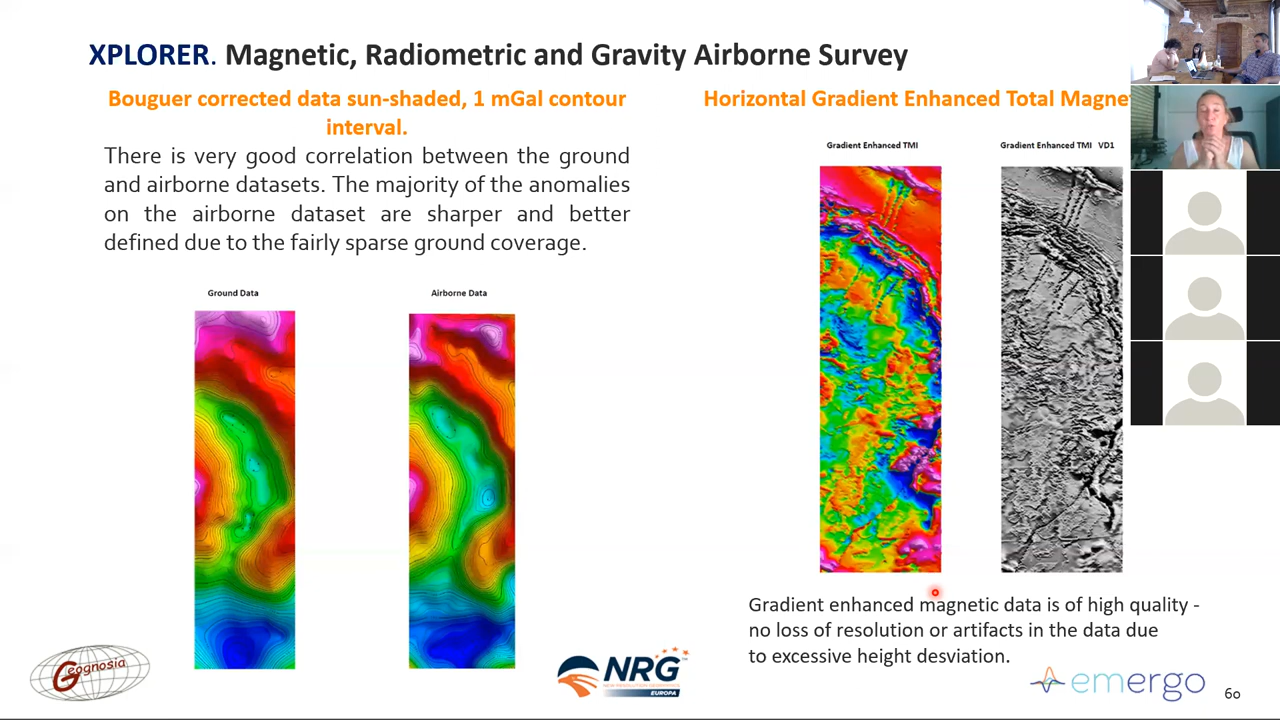 XPLORER. Magnetic, Radiometric and Gravity Airborne Survey
Bouguer corrected data sun-shaded, 1 mGal contour
interval.
There is very good correlation between the ground
and airborne datasets. The majority of the anomalies
on the airborne dataset are sharper and better
defined due to the fairly sparse ground coverage.
Ground Data
Airborne Data
Horizontal Gradient Enhanced Total Magne
Gradient Enhanced TMI
Gradient Enhanced TMI VD1
Gradient enhanced magnetic data is of high quality -
no loss of resolution or artifacts in the data due
to excessive height desviation.
Geognosia
NRG
EUROPA
emergo
60